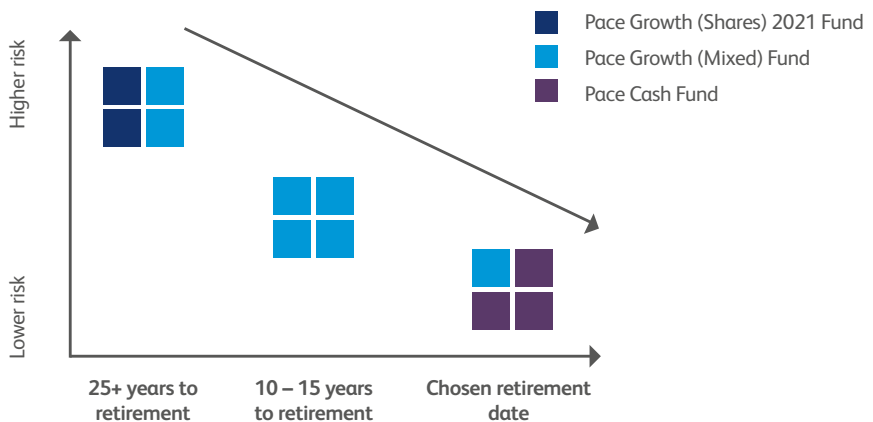 Pace Growth (Shares) 2021 Fund
Pace Growth (Mixed) Fund
Pace Cash Fund
Higher risk
Lower risk
25+ years to
retirement
10 – 15 years
to retirement
Chosen retirement
date